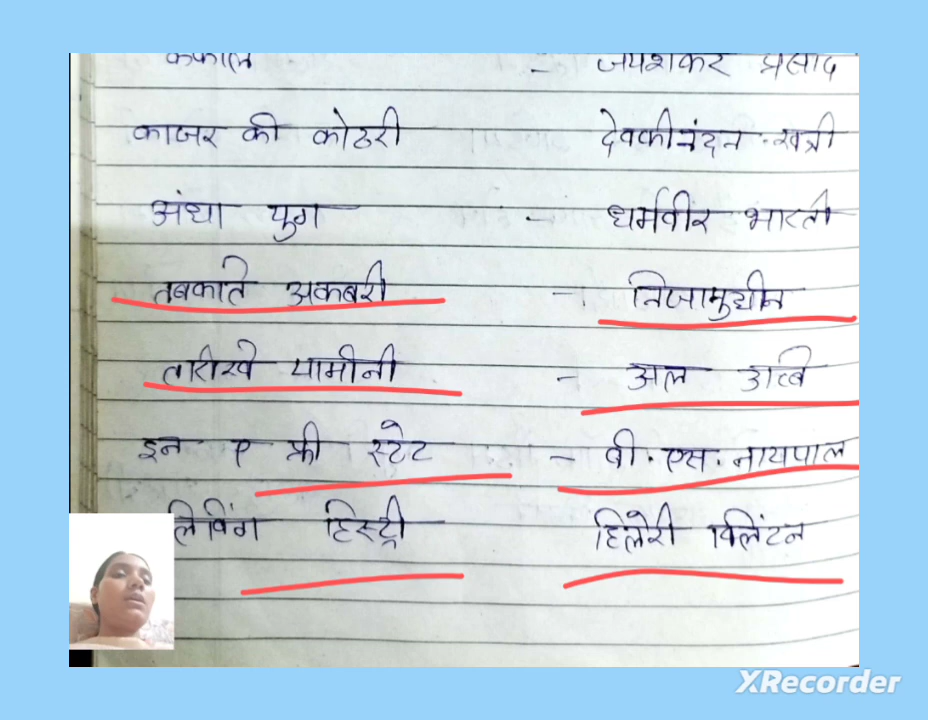 कंकाल - जयशंकर प्रसाद
काजर की कोठरी देवकीनंदन खत्री
अंधा युग - धर्मवीर भारती
तबकाते अकबरी - निजामुद्यीन
तारीखे यामीनी - अल उत्बि
इन ए फ्री स्टेट - वी.एस.नायपाल
लिविंग हिस्ट्री हिलेरी क्लिंटन
XRecorder